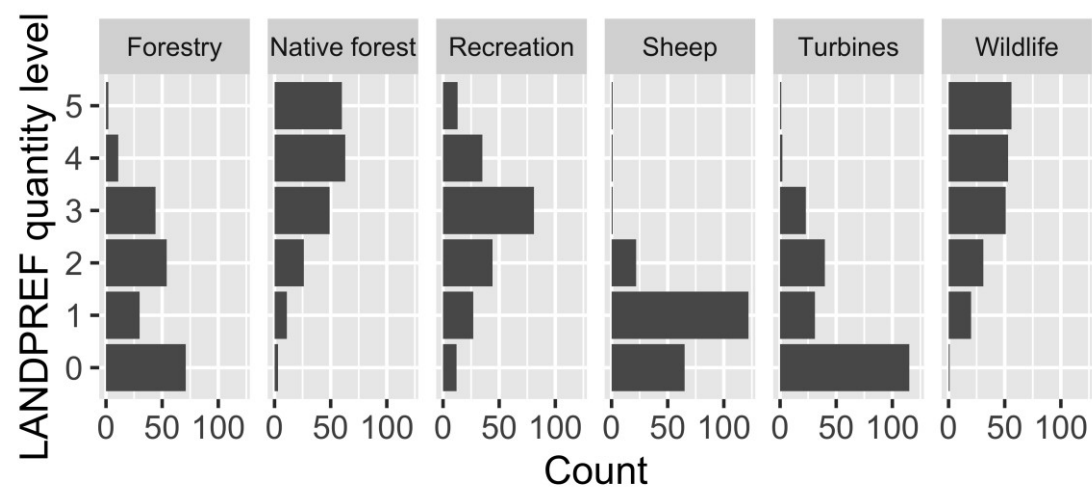 LANDPREF quantity level
Forestry Native forest Recreation Sheep Turbines Wildlife
5
4
3
2
1
0
0 50 100 0 50 100 0 50 100 0 50 100 0 50 100 0 50 100
Count